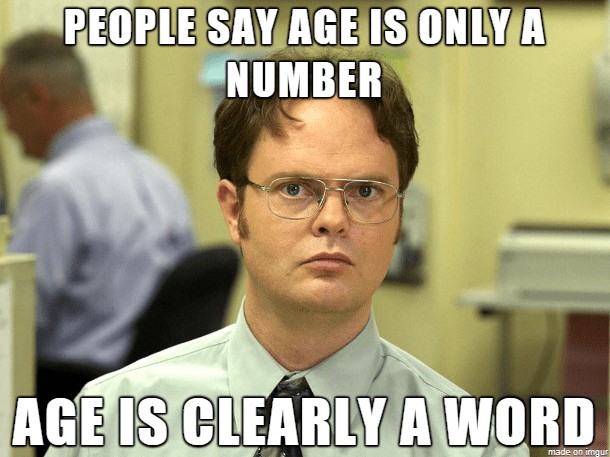 PEOPLE SAY AGE IS ONLY A
NUMBER
AGE IS CLEARLY A WORD
made on imgur